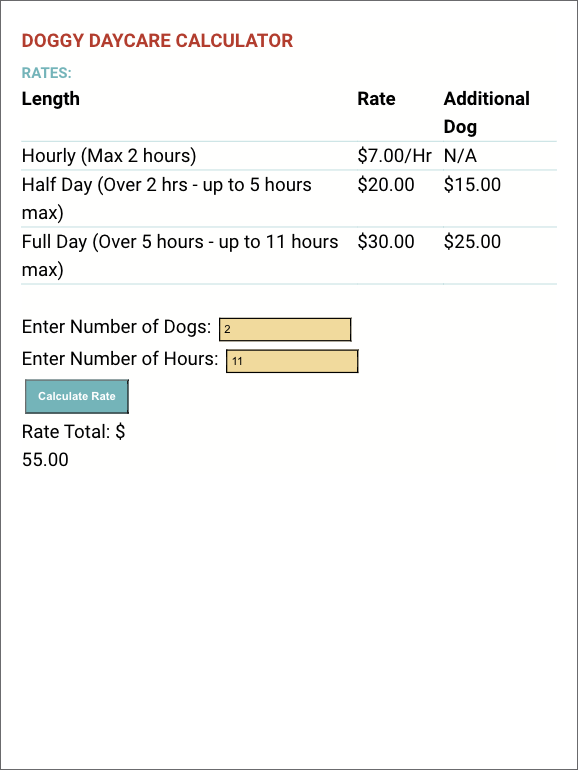 DOGGY DAYCARE CALCULATOR
RATES:
Length Rate Additional
Dog
Hourly (Max 2 hours) $7.00/Hr N/A
Half Day (Over 2 hrs - up to 5 hours $20.00 $15.00
max)
Full Day (Over 5 hours - up to 11 hours $30.00 $25.00
max)
Enter Number of Dogs: 2
Enter Number of Hours: 11
Calculate Rate
Rate Total: $
55.00